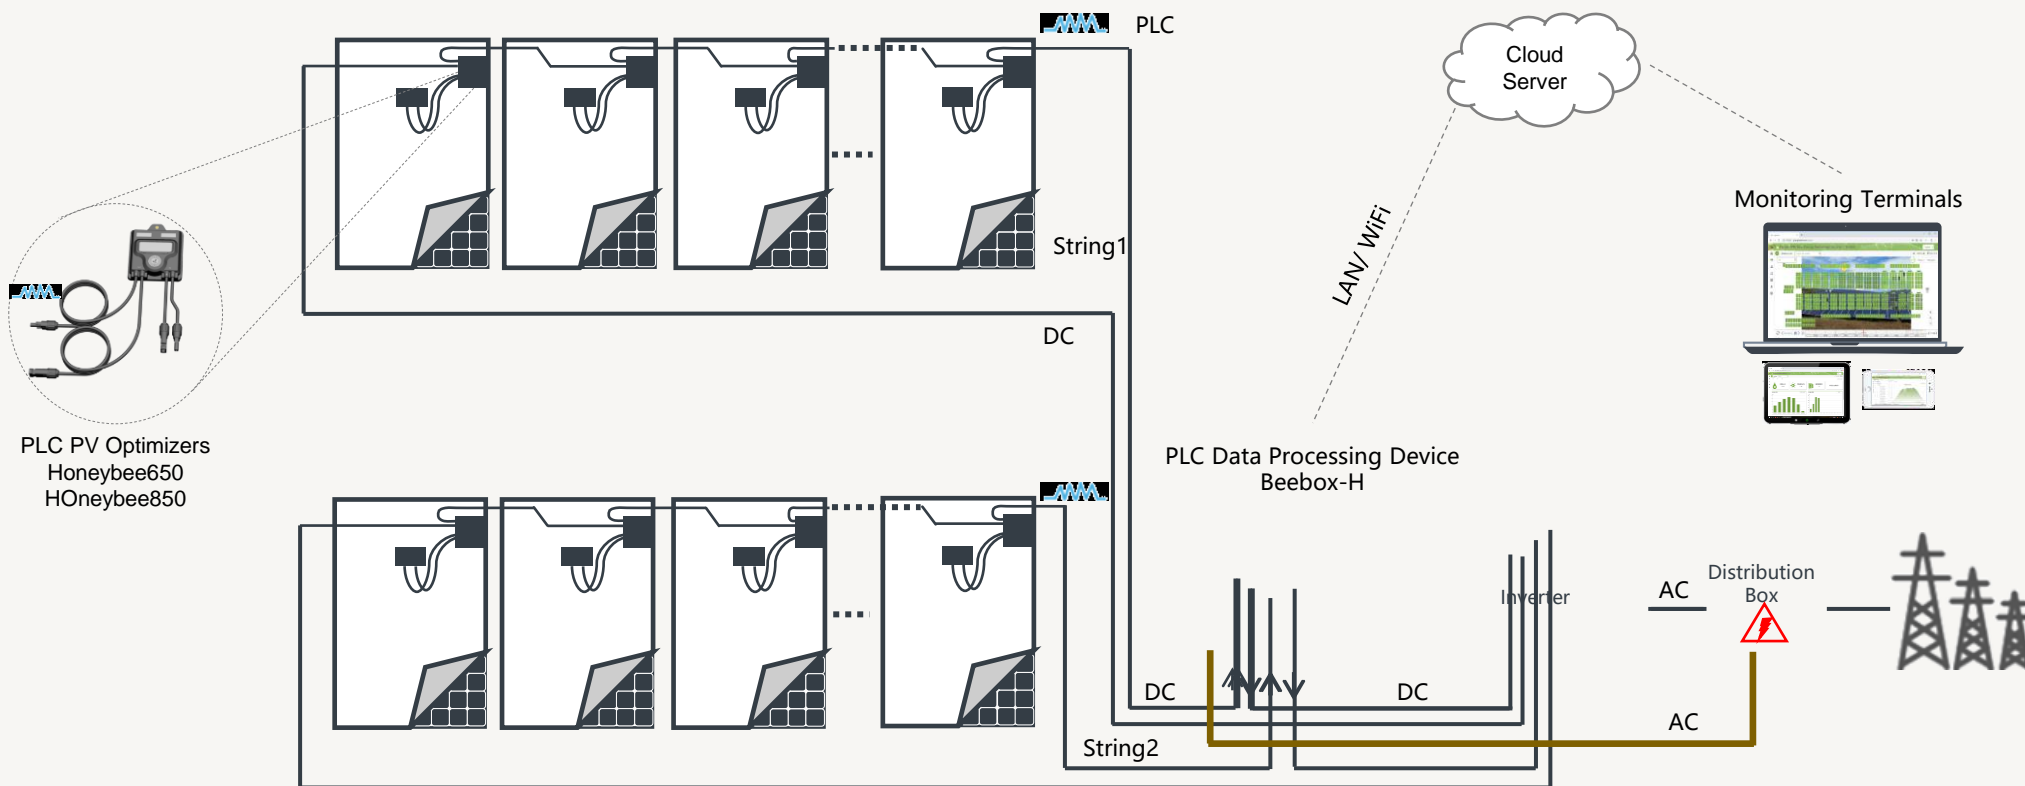 PLC
Cloud
Server
Monitoring Terminals
String1
LAN/ WiFi
DC
PLC PV Optimizers
Honeybee650
HOneybee850
PLC Data Processing Device
Beebox-H
Inverter
AC
Distribution
Box
DC
DC
AC
String2